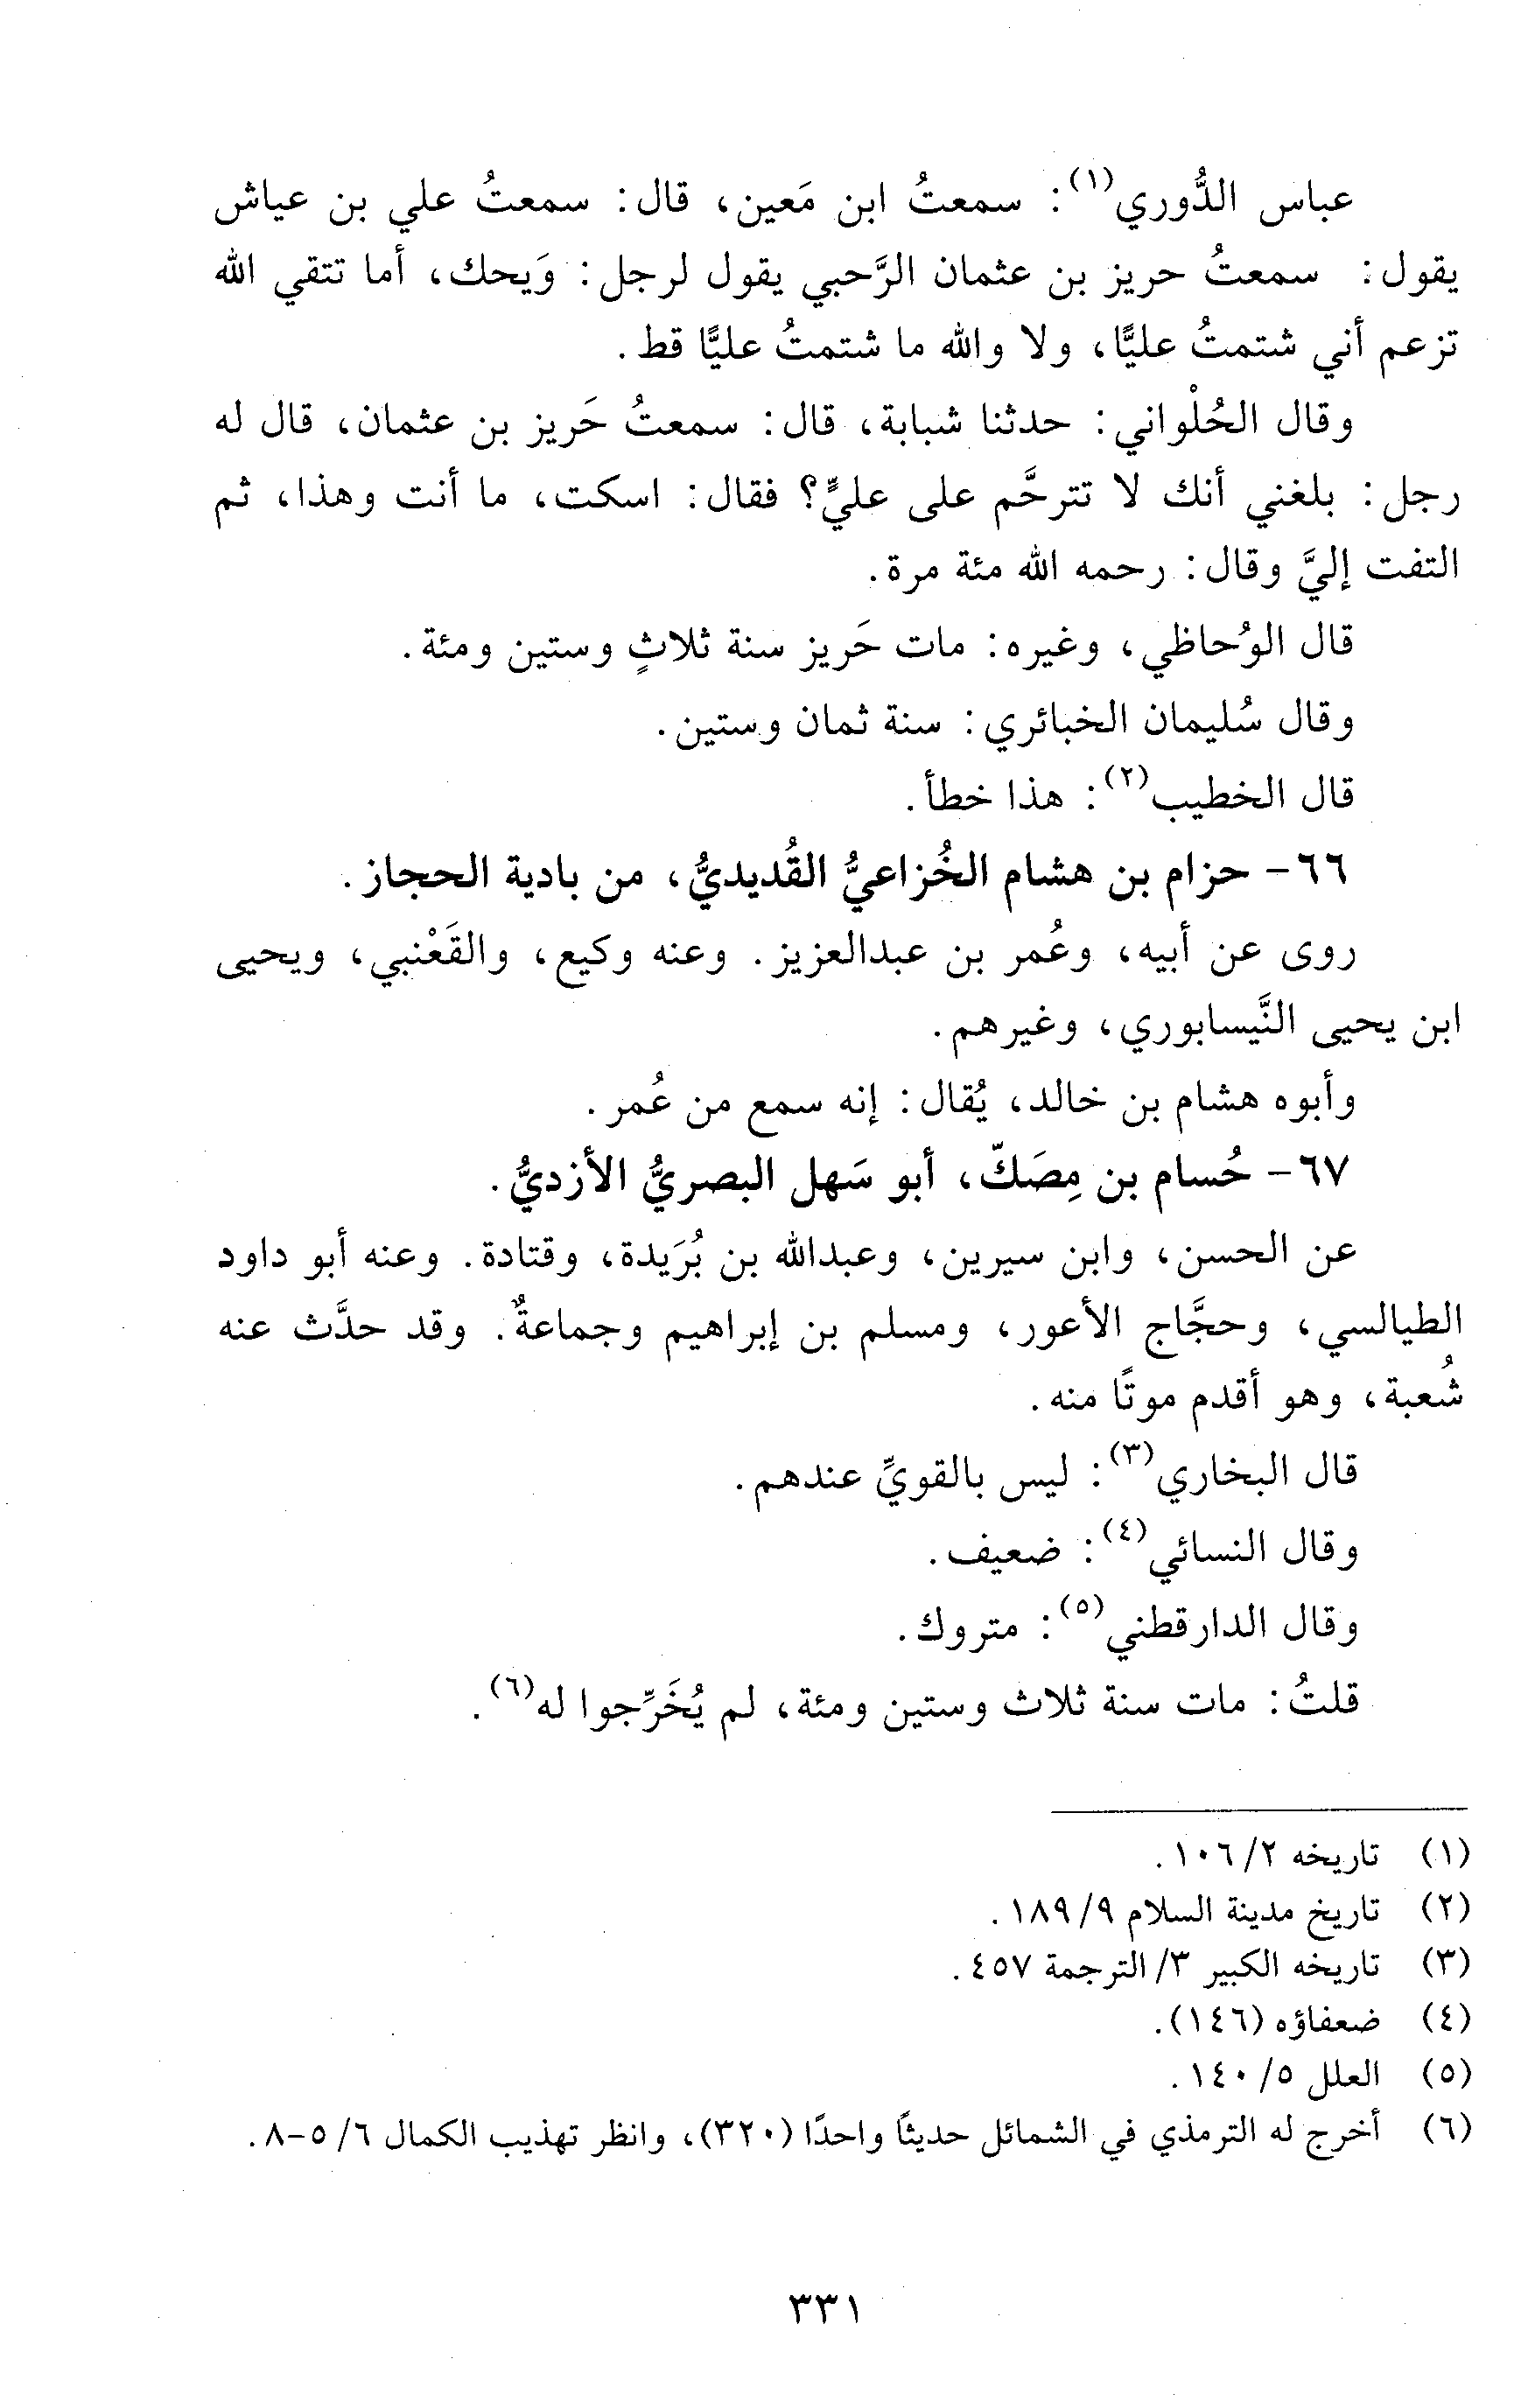 عباس الدُّوري(١): سمعتُ ابن مَعين، قال: سمعتُ علي بن عياش
يقول: سمعتُ حريز بن عثمان الرَّحبي يقول لرجل: وَيحك، أما تتقي الله
تزعم أني شتمتُ عليًّا، ولا والله ما شتمتُ عليًّا قط.
وقال الحُلْواني: حدثنا شبابة، قال: سمعتُ حَريز بن عثمان، قال له
رجل: بلغني أنك لا تترحَّم على عليٍّ؟ فقال: اسكت، ما أنت وهذا، ثم
التفت إليَّ وقال: رحمه الله مئة مرة.
قال الوُحاظي، وغيره: مات حَريز سنة ثلاثٍ وستين ومئة.
وقال سُليمان الخبائري: سنة ثمان وستين.
قال الخطيب(٢): هذا خطأ.
٦٦- حزام بن هشام الخُزاعيُّ القُديديُّ، من بادية الحجاز.
روى عن أبيه، وعُمر بن عبدالعزيز. وعنه وكيع، والقَعْنبي، ويحيى
ابن يحيى النَّيسابوري، وغيرهم.
وأبوه هشام بن خالد، يُقال: إنه سمع من عُمر.
٦٧- حُسام بن مِصَكّ، أبو سَهل البصريُّ الأزديُّ.
عن الحسن، وابن سيرين، وعبدالله بن بُرَيدة، وقتادة. وعنه أبو داود
الطيالسي، وحجَّاج الأعور، ومسلم بن إبراهيم وجماعةٌ. وقد حدَّث عنه
شُعبة، وهو أقدم موتًا منه.
قال البخاري(٣): ليس بالقويِّ عندهم.
وقال النسائي(٤): ضعيف.
وقال الدارقطني(٥): متروك.
قلتُ: مات سنة ثلاث وستين ومئة، لم يُخَرِّجوا له(٦).
(١) تاريخه ٢/ ١٠٦.
(٢) تاريخ مدينة السلام ٩/ ١٨٩.
(٣) تاريخه الكبير ٣/ الترجمة ٤٥٧.
(٤) ضعفاؤه (١٤٦).
(٥) العلل ٥/ ١٤٠.
(٦) أخرج له الترمذي في الشمائل حديثًا واحدًا (٣٢٠)، وانظر تهذيب الكمال ٦/ ٥-٨.
٣٣١